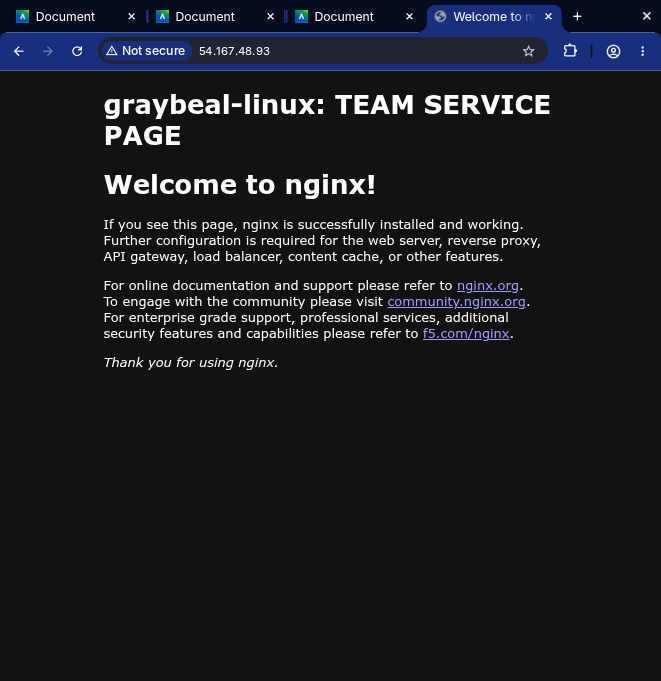 Document
Document
Document
Welcome to n
Not secure
54.167.48.93
graybeal-linux: TEAM SERVICE
PAGE
Welcome to nginx!
If you see this page, nginx is successfully installed and working.
Further configuration is required for the web server, reverse proxy,
API gateway, load balancer, content cache, or other features.
For online documentation and support please refer to nginx.org.
To engage with the community please visit community.nginx.org.
For enterprise grade support, professional services, additional
security features and capabilities please refer to f5.com/nginx.
Thank you for using nginx.